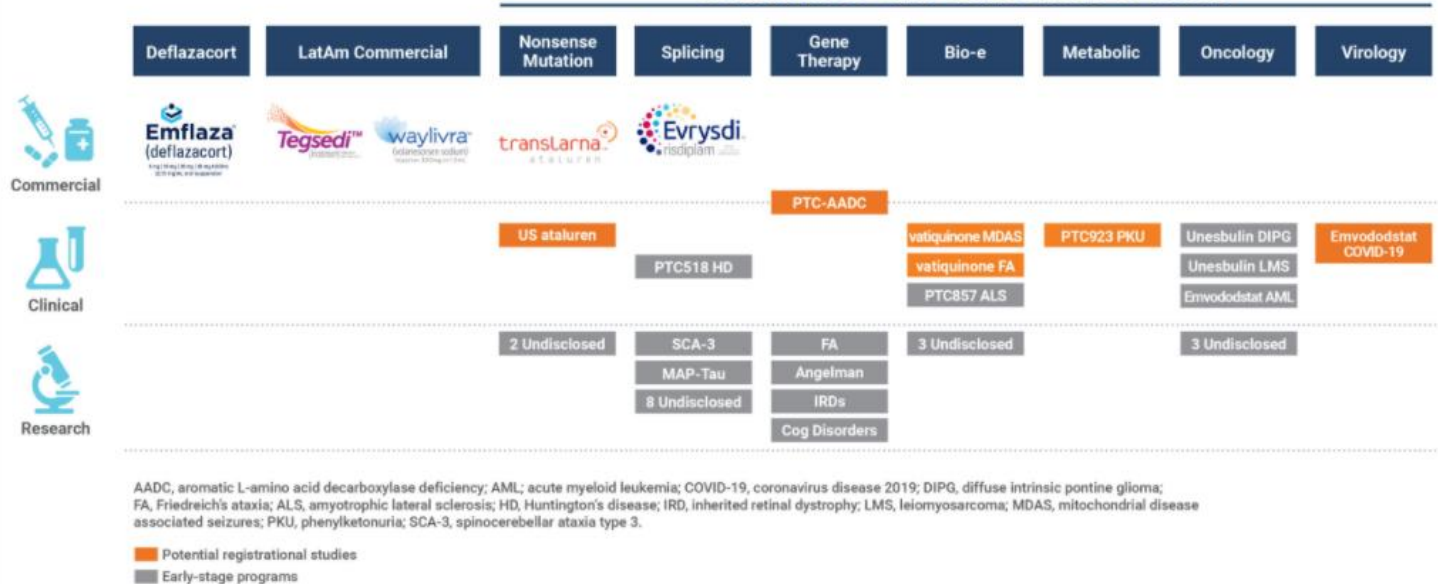 Deflazacort
LatAm Commercial
Nonsense
Mutation
Splicing
Gene
Therapy
Bio-e
Metabolic
Oncology
Virology
Commercial
Emflaza
(deflazacort)
Tegsedi™
waylivra
(volanesorsen sodium)
translarna
ataluren
Evrysdi
risdiplam
PTC-AADC
Clinical
US ataluren
PTC518 HD
vatiquinone MDAS
vatiquinone FA
PTC857 ALS
PTC923 PKU
Unesbulin DIPG
Unesbulin LMS
Emvododstat AML
Emvododstat
COVID-19
Research
2 Undisclosed
SCA-3
MAP-Tau
8 Undisclosed
FA
Angelman
IRDs
Cog Disorders
3 Undisclosed
3 Undisclosed
AADC, aromatic L-amino acid decarboxylase deficiency; AML; acute myeloid leukemia; COVID-19, coronavirus disease 2019; DIPG, diffuse intrinsic pontine glioma;
FA, Friedreich's ataxia; ALS, amyotrophic lateral sclerosis; HD, Huntington's disease; IRD, inherited retinal dystrophy; LMS, leiomyosarcoma; MDAS, mitochondrial disease
associated seizures; PKU, phenylketonuria; SCA-3, spinocerebellar ataxia type 3.
Potential registrational studies
Early-stage programs